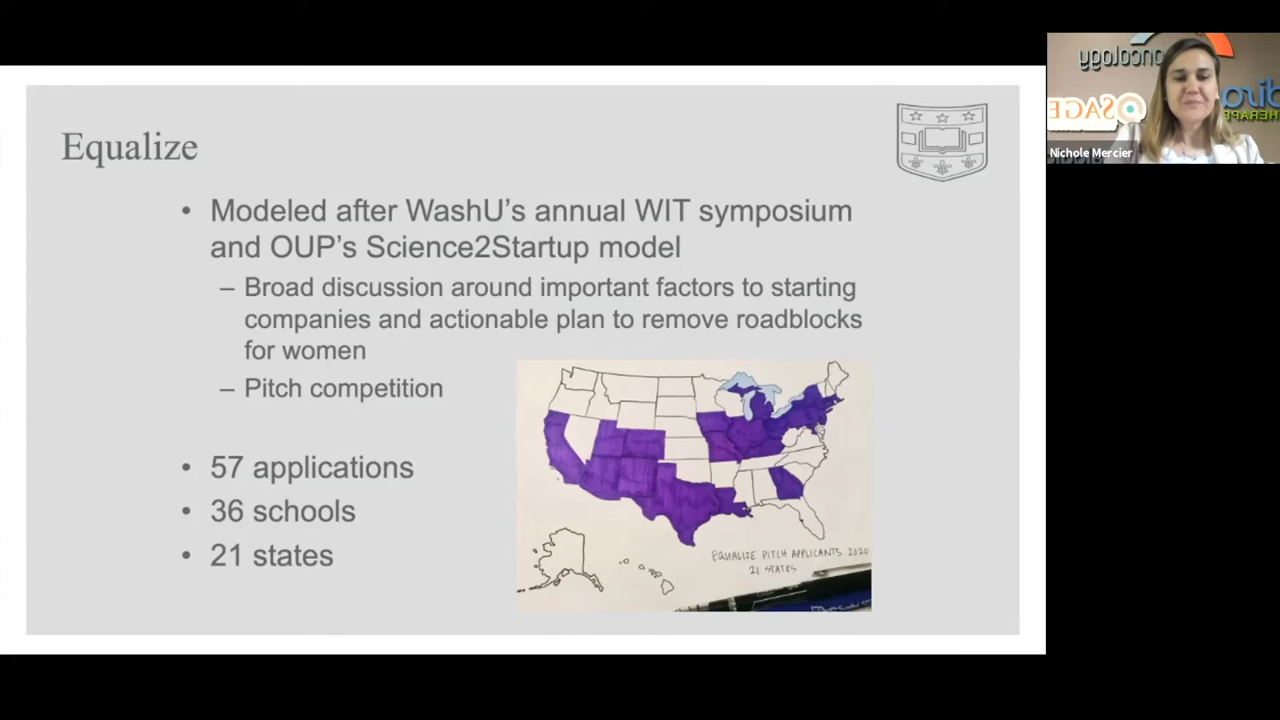 Equalize
• Modeled after WashU's annual WIT symposium
and OUP's Science2Startup model
– Broad discussion around important factors to starting
companies and actionable plan to remove roadblocks
for women
– Pitch competition
• 57 applications
• 36 schools
• 21 states
EQUALIZE PITCH APPLICANTS 2020
21 STATES
oncology
SAGE
Nichole Mercier